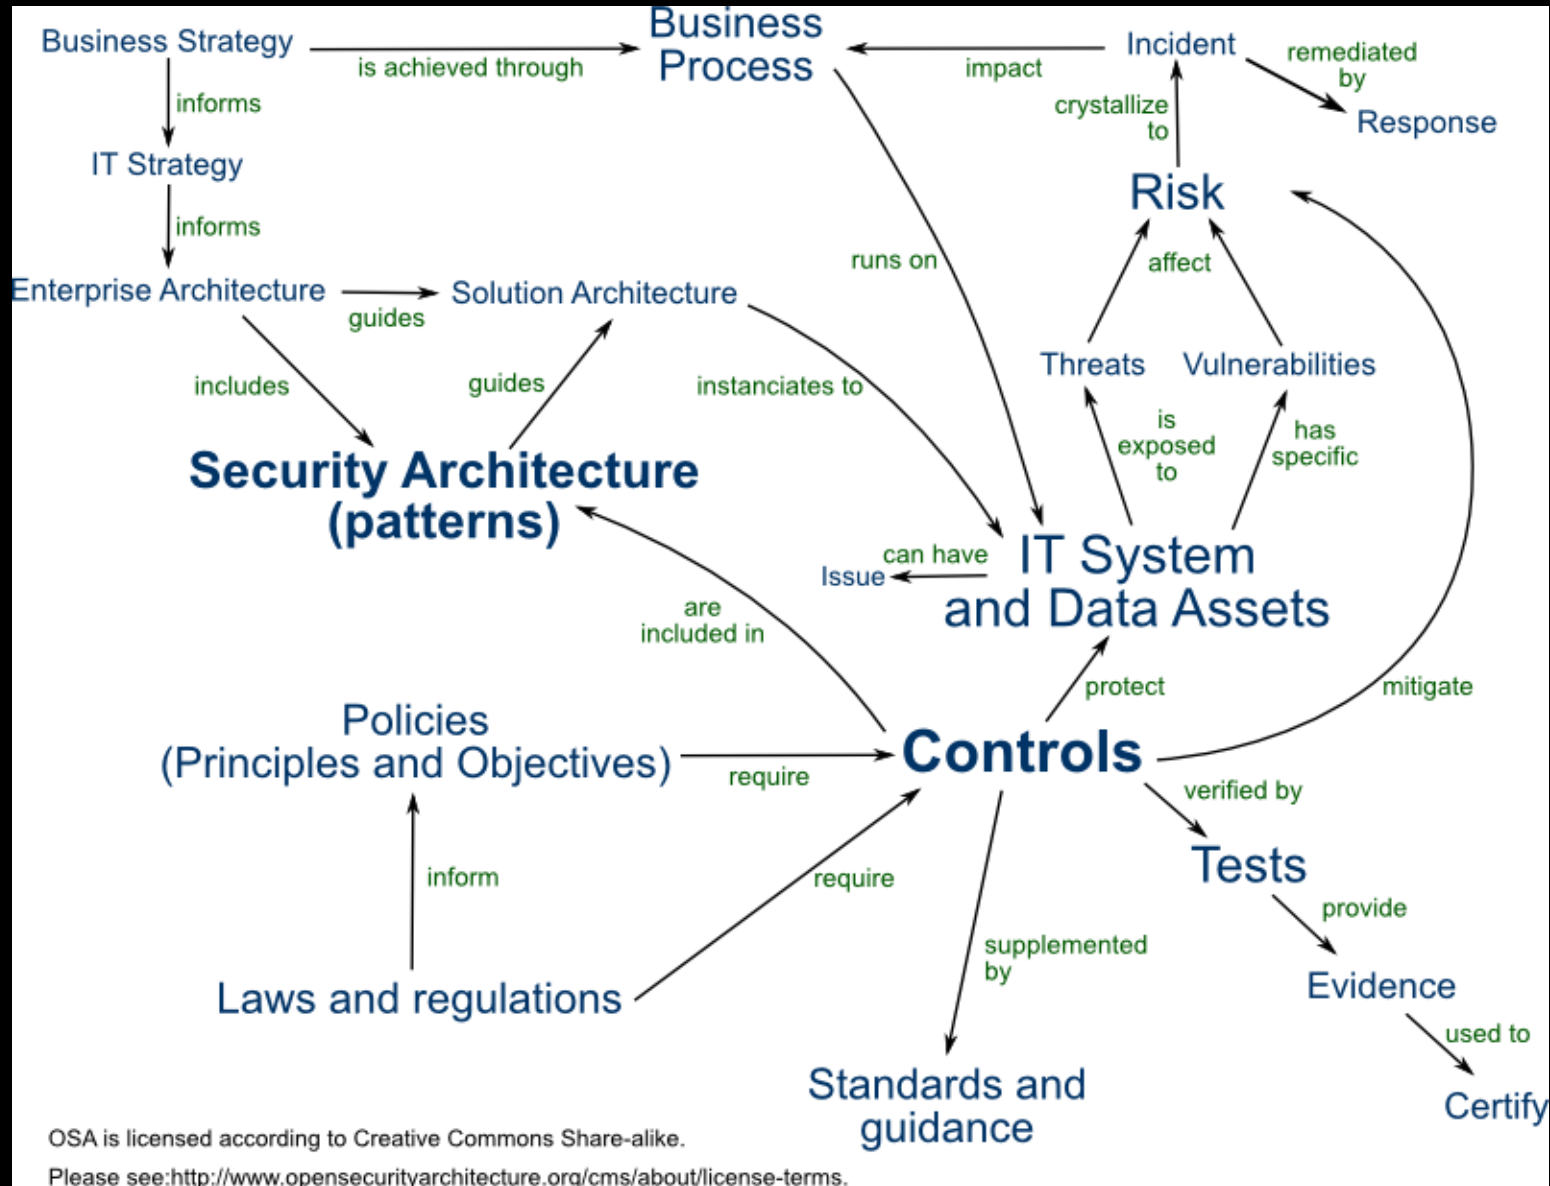 Business Strategy
is achieved through
Business
Process
impact
Incident
remediated
by
Response
informs
crystallize
to
IT Strategy
Risk
informs
runs on
affect
Enterprise Architecture
guides
Solution Architecture
includes
guides
instanciates to
Threats
Vulnerabilities
is
exposed
to
has
specific
Security Architecture
(patterns)
can have
Issue
IT System
and Data Assets
are
included in
protect
mitigate
Policies
(Principles and Objectives)
require
Controls
verified by
Tests
inform
require
provide
supplemented
by
Evidence
Laws and regulations
used to
Standards and
guidance
Certify
OSA is licensed according to Creative Commons Share-alike.
Please see:http://www.opensecurityarchitecture.org/cms/about/license-terms.